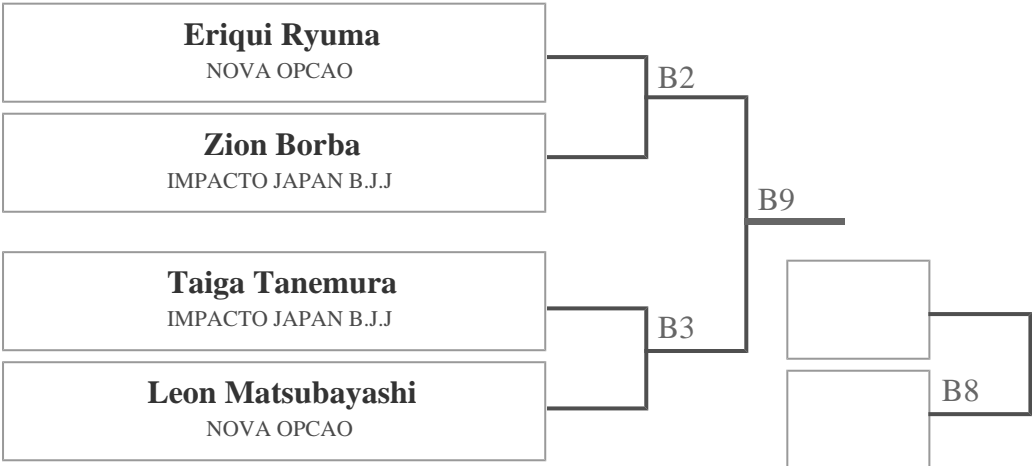 Eriqui Ryuma
NOVA OPCAO
B2
Zion Borba
IMPACTO JAPAN B.J.J
B9
Taiga Tanemura
IMPACTO JAPAN B.J.J
B3
Leon Matsubayashi
NOVA OPCAO
B8